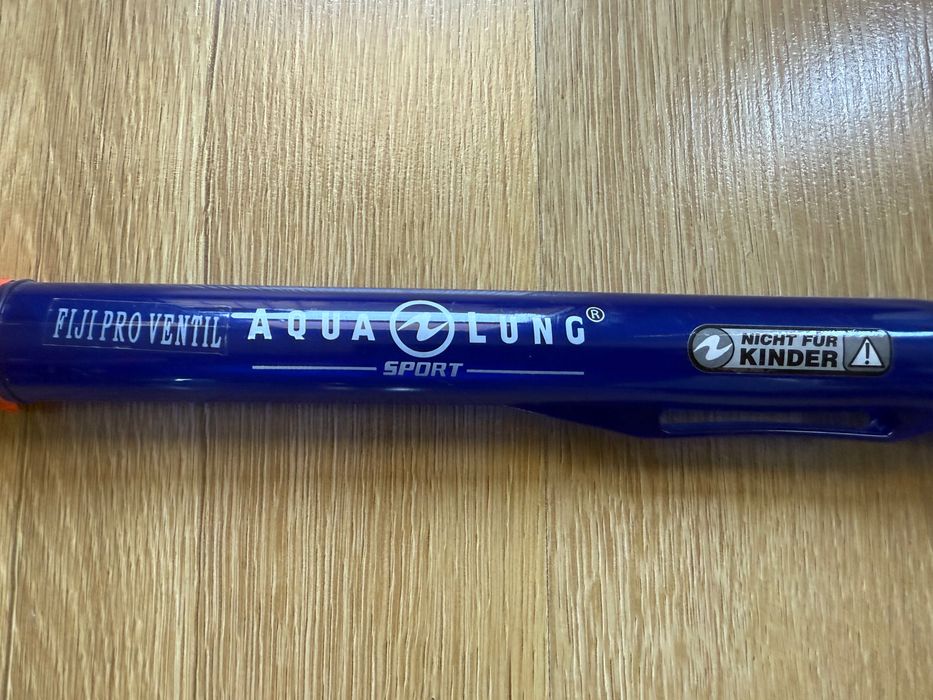 FIJI PRO VENTIL
AQUA LUNG®
SPORT
NICHT FÜR
KINDER